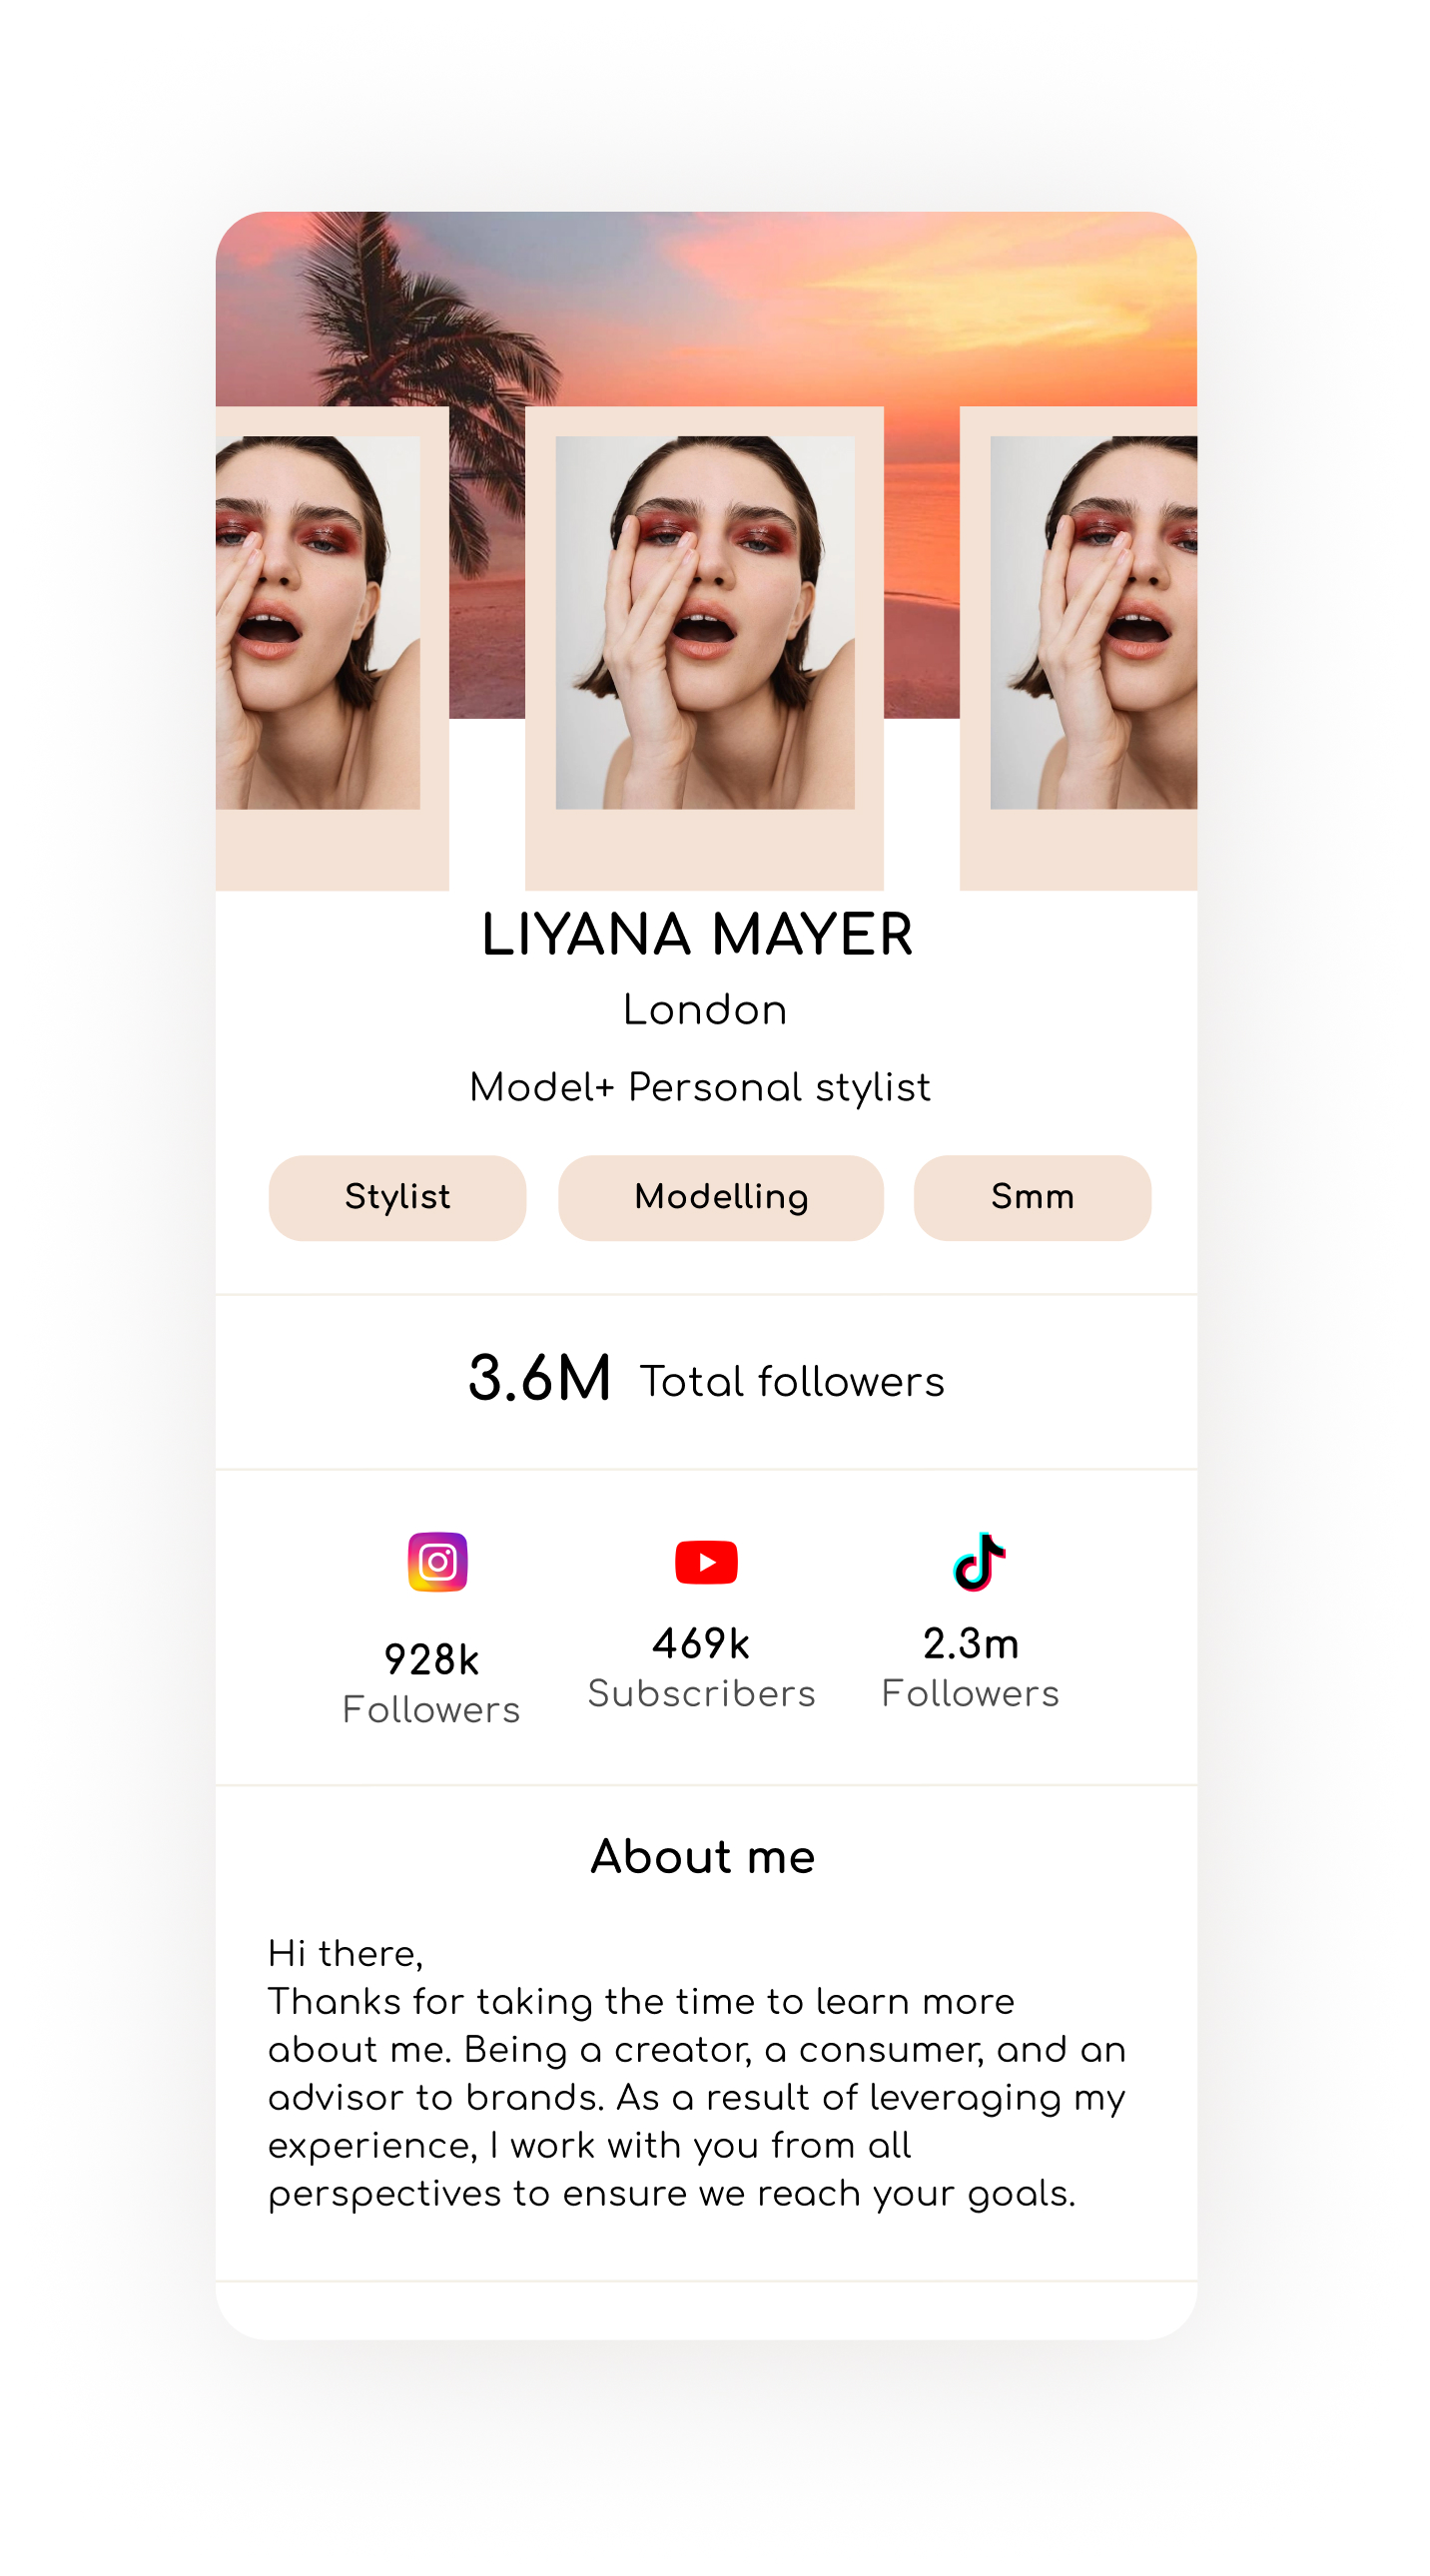 LIYANA MAYER
London
Model+ Personal stylist
Stylist Modelling Smm
3.6M Total followers
928k 469k 2.3m
Followers Subscribers Followers
About me
Hi there,
Thanks for taking the time to learn more
about me. Being a creator, a consumer, and an
advisor to brands. As a result of leveraging my
experience, I work with you from all
perspectives to ensure we reach your goals.